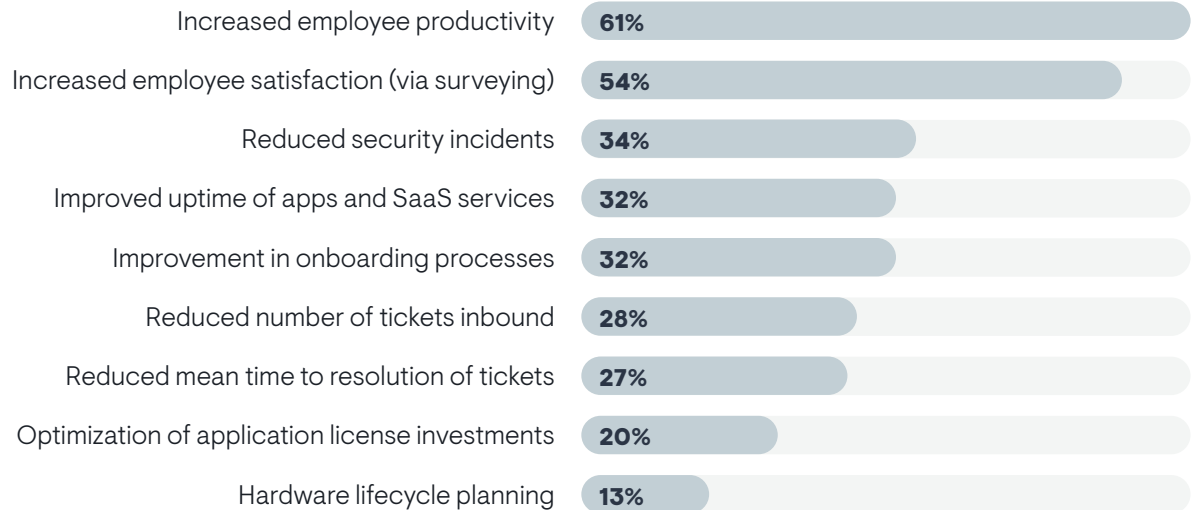 Increased employee productivity 61%
Increased employee satisfaction (via surveying) 54%
Reduced security incidents 34%
Improved uptime of apps and SaaS services 32%
Improvement in onboarding processes 32%
Reduced number of tickets inbound 28%
Reduced mean time to resolution of tickets 27%
Optimization of application license investments 20%
Hardware lifecycle planning 13%